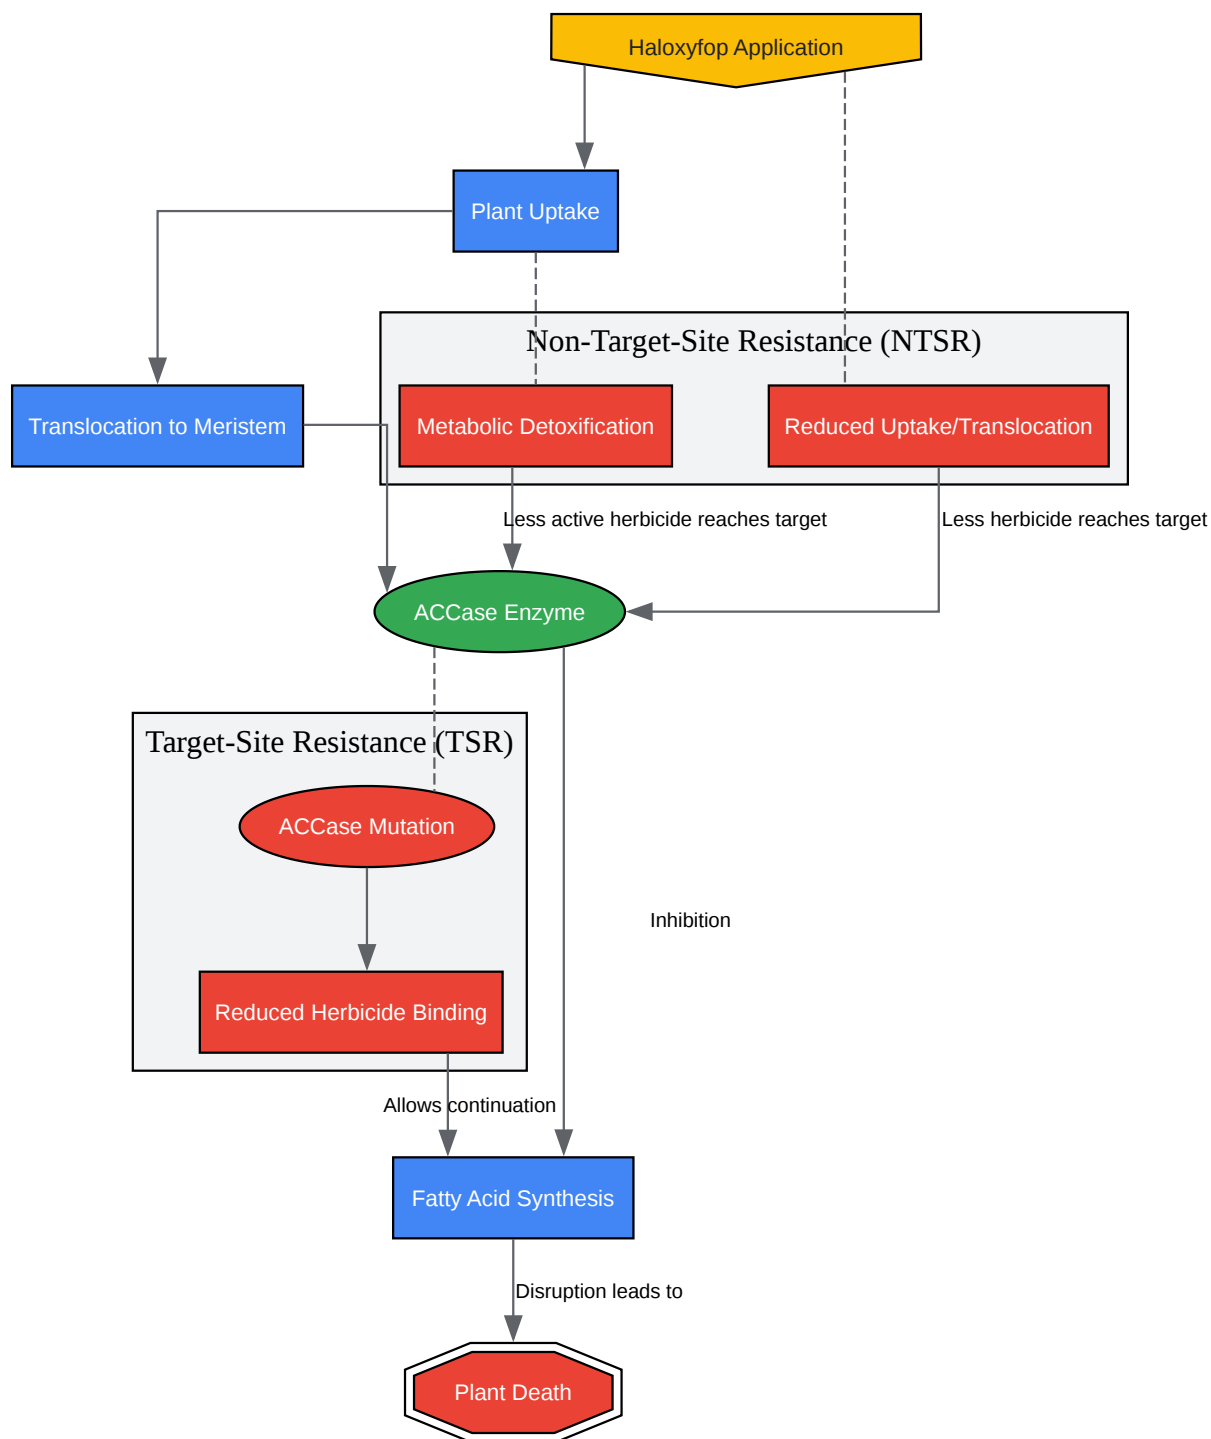 Haloxyfop Application
Plant Uptake
Non-Target-Site Resistance (NTSR)
Translocation to Meristem
Metabolic Detoxification
Reduced Uptake/Translocation
Less active herbicide reaches target
Less herbicide reaches target
ACCase Enzyme
Target-Site Resistance (TSR)
ACCase Mutation
Inhibition
Reduced Herbicide Binding
Allows continuation
Fatty Acid Synthesis
Disruption leads to
Plant Death